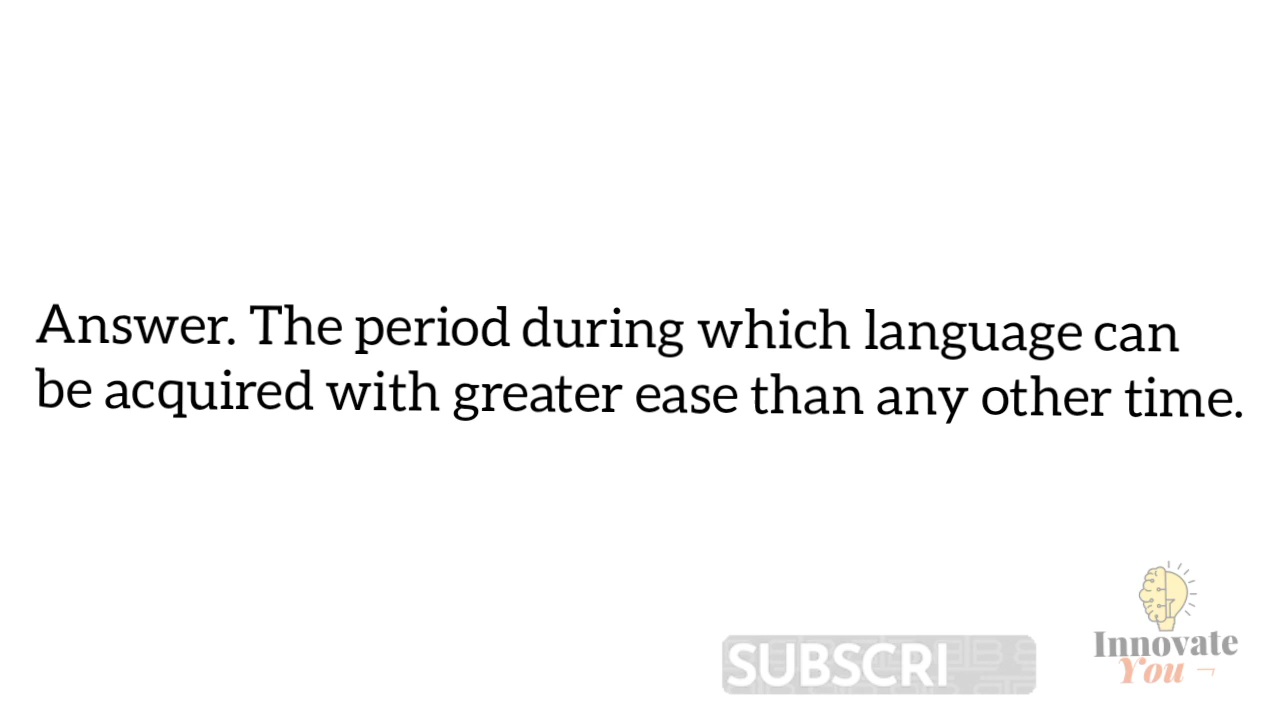 Answer. The period during which language can
be acquired with greater ease than any other time.
SUBSCRI
Innovate
You